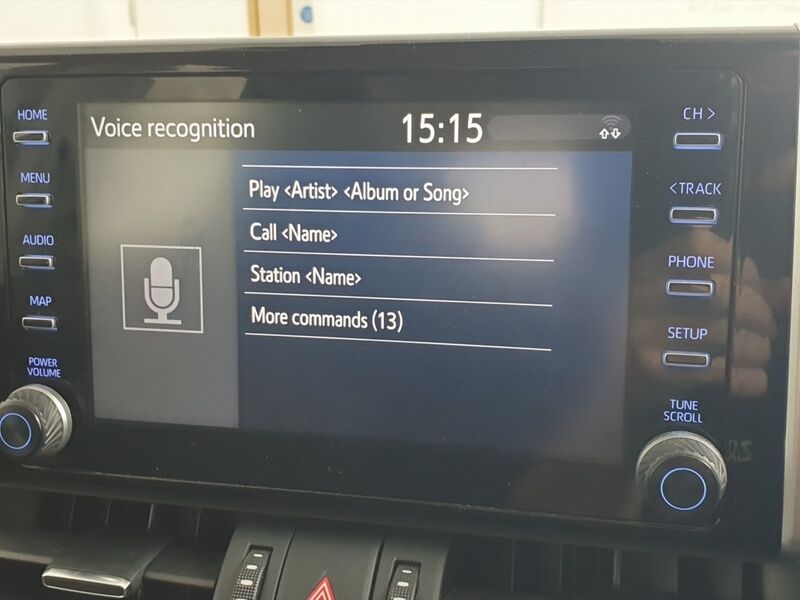 HOME
MENU
AUDIO
MAP
POWER
VOLUME
Voice recognition
15:15
Play <Artist> <Album or Song>
Call <Name>
Station <Name>
More commands (13)
CH >
<TRACK
PHONE
SETUP
TUNE
SCROLL